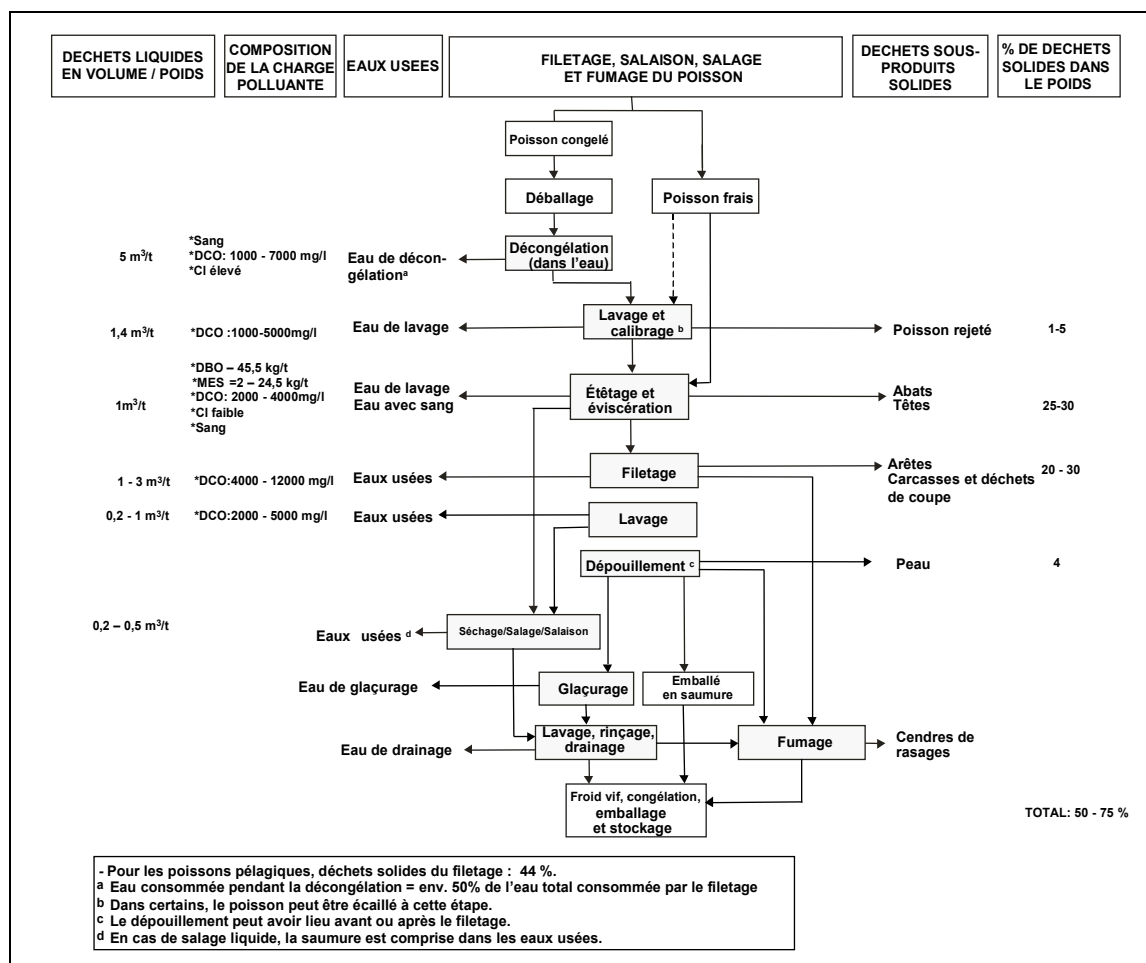 DECHETS LIQUIDES
EN VOLUME / POIDS
COMPOSITION
DE LA CHARGE
POLLUANTE
EAUX USEES
FILETAGE, SALAISON, SALAGE
ET FUMAGE DU POISSON
DECHETS SOUS-
PRODUITS
SOLIDES
% DE DECHETS
SOLIDES DANS
LE POIDS
Poisson congelé
Déballage
Poisson frais
5 m³/t
*Sang
*DCO: 1000 - 7000 mg/l
*Cl élevé
Eau de décon-
gélationᵃ
Décongélation
(dans l'eau)
1,4 m³/t
*DCO :1000-5000mg/l
Eau de lavage
Lavage et
calibrage ᵇ
Poisson rejeté
1-5
1m³/t
*DBO – 45,5 kg/t
*MES =2 – 24,5 kg/t
*DCO: 2000 - 4000mg/l
*Cl faible
*Sang
Eau de lavage
Eau avec sang
Étêtage et
éviscération
Abats
Têtes
25-30
1 - 3 m³/t
*DCO:4000 - 12000 mg/l
Eaux usées
Filetage
Arêtes
Carcasses et déchets
de coupe
20 - 30
0,2 - 1 m³/t
*DCO:2000 - 5000 mg/l
Eaux usées
Lavage
Dépouillement ᶜ
Peau
4
0,2 – 0,5 m³/t
Eaux usées ᵈ
Séchage/Salage/Salaison
Eau de glaçurage
Glaçurage
Emballé
en saumure
Eau de drainage
Lavage, rinçage,
drainage
Fumage
Cendres de
rasages
Froid vif, congélation,
emballage
et stockage
TOTAL: 50 - 75 %
- Pour les poissons pélagiques, déchets solides du filetage : 44 %.
ᵃ Eau consommée pendant la décongélation = env. 50% de l'eau total consommée par le filetage
ᵇ Dans certains, le poisson peut être écaillé à cette étape.
ᶜ Le dépouillement peut avoir lieu avant ou après le filetage.
ᵈ En cas de salage liquide, la saumure est comprise dans les eaux usées.